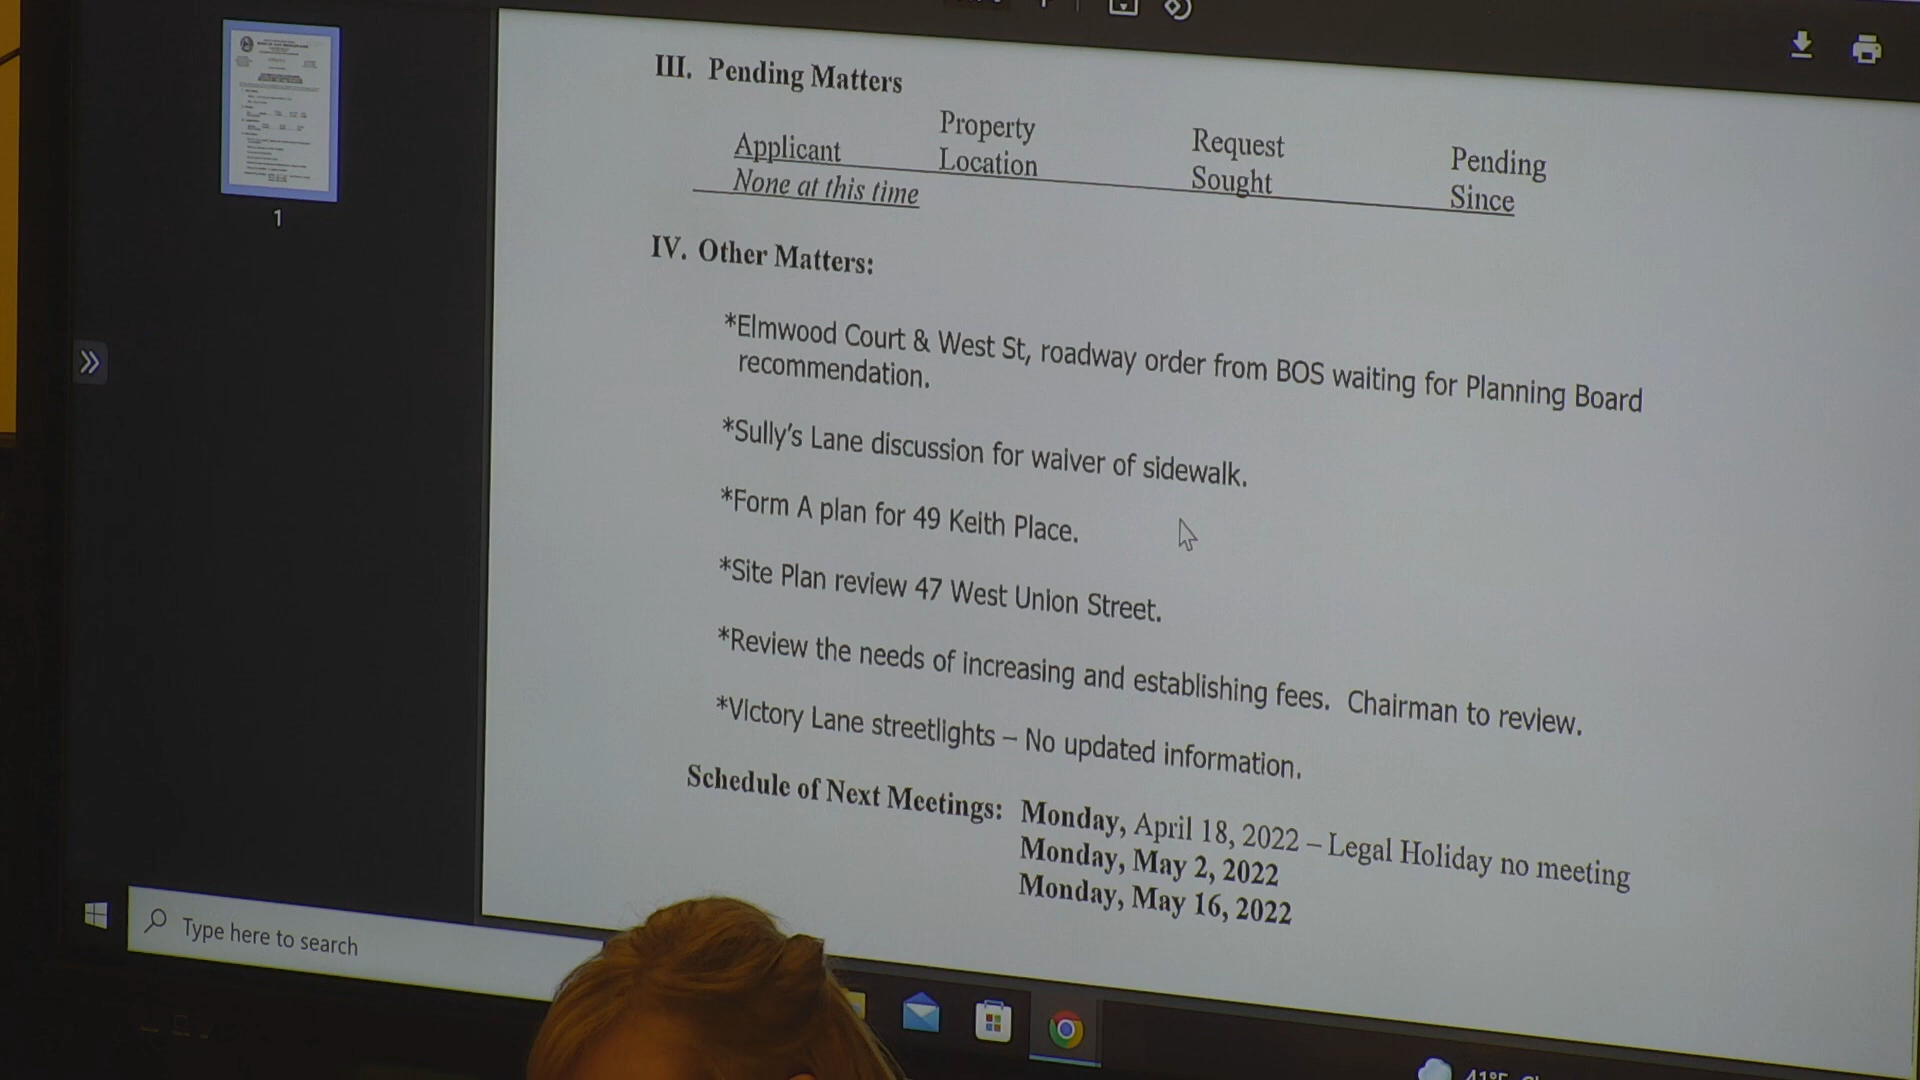 III. Pending Matters
Property Request Pending
Applicant Location Sought Since
None at this time
IV. Other Matters:
*Elmwood Court & West St, roadway order from BOS waiting for Planning Board
recommendation.
*Sully's Lane discussion for waiver of sidewalk.
*Form A plan for 49 Keith Place.
*Site Plan review 47 West Union Street.
*Review the needs of increasing and establishing fees. Chairman to review.
*Victory Lane streetlights – No updated information.
Schedule of Next Meetings: Monday, April 18, 2022 – Legal Holiday no meeting
Monday, May 2, 2022
Monday, May 16, 2022
1
Type here to search
41°F